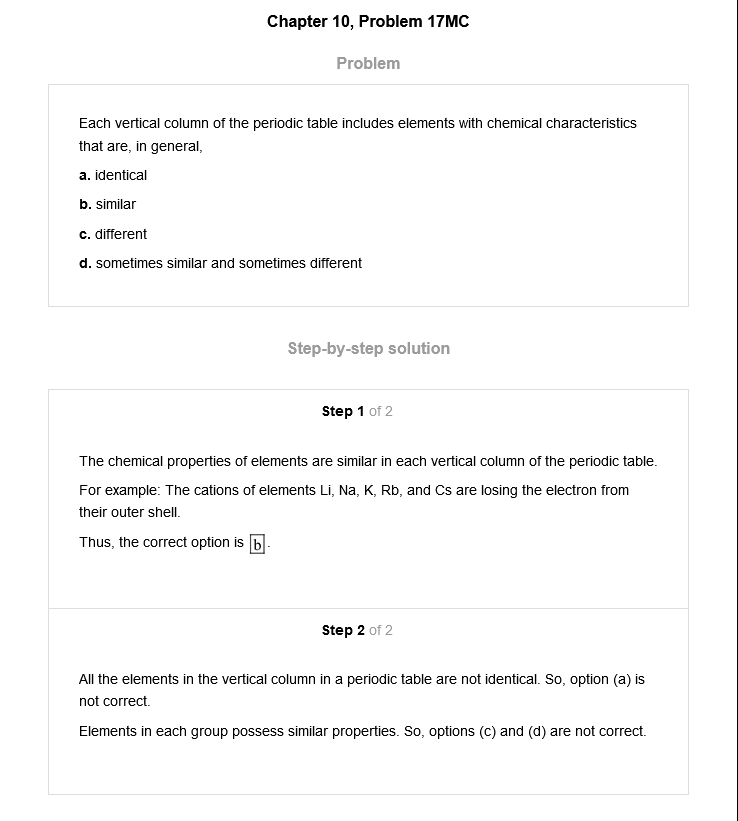 Chapter 10, Problem 17MC
Problem
Each vertical column of the periodic table includes elements with chemical characteristics
that are, in general,
a. identical
b. similar
c. different
d. sometimes similar and sometimes different
Step-by-step solution
Step 1 of 2
The chemical properties of elements are similar in each vertical column of the periodic table.
For example: The cations of elements Li, Na, K, Rb, and Cs are losing the electron from
their outer shell.
Thus, the correct option is b.
Step 2 of 2
All the elements in the vertical column in a periodic table are not identical. So, option (a) is
not correct.
Elements in each group possess similar properties. So, options (c) and (d) are not correct.